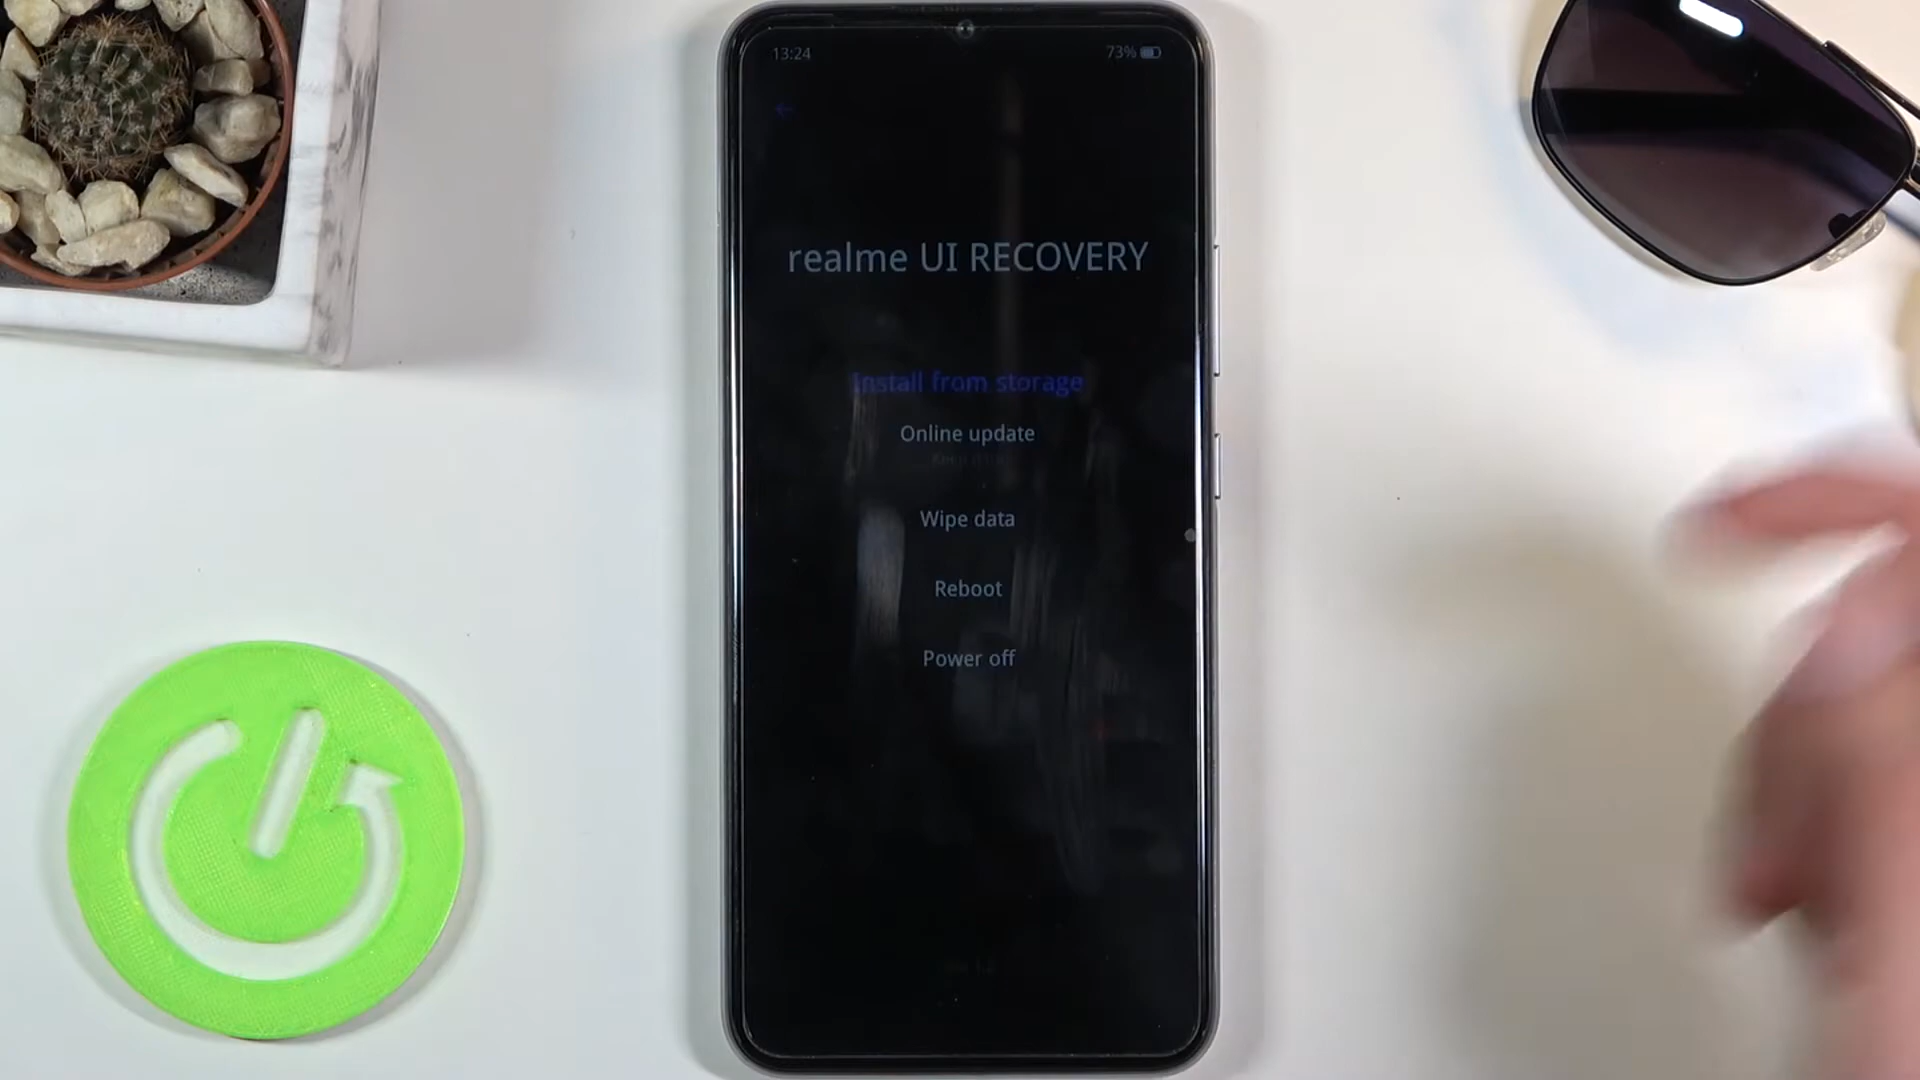 13:24 73%
realme UI RECOVERY
Install from storage
Online update
Wipe data
Reboot
Power off